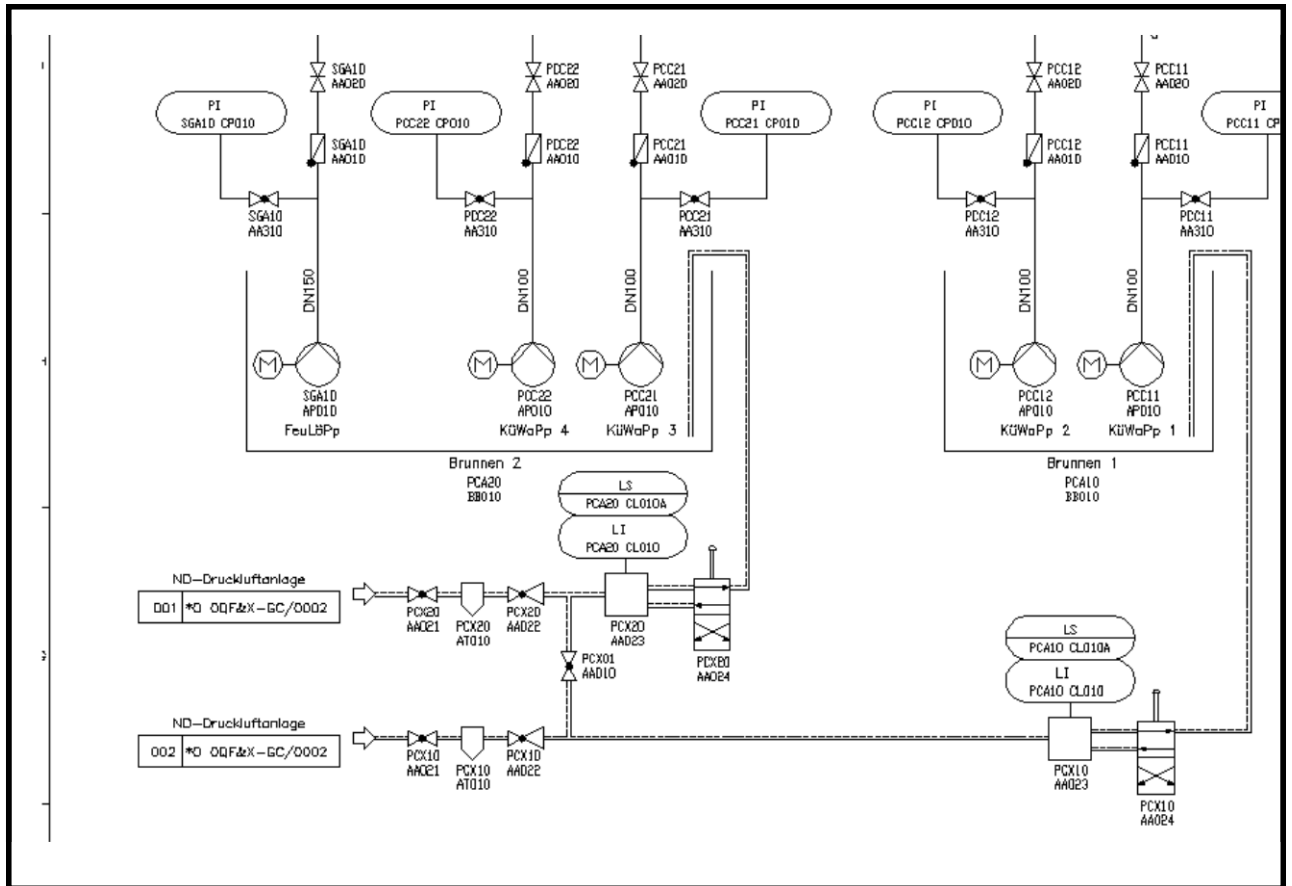 SGA10
AA020
PCC22
AA020
PCC21
AA020
PCC12
AA020
PCC11
AA020
PI
SGA10 CP010
PI
PCC22 CP010
PI
PCC21 CP010
PI
PCC12 CP010
PI
PCC11 CP
SGA10
AA010
PCC22
AA010
PCC21
AA010
PCC12
AA010
PCC11
AA010
SGA10
AA310
PCC22
AA310
PCC21
AA310
PCC12
AA310
PCC11
AA310
DN150
DN100
DN100
DN100
DN100
M
M
M
M
M
SGA10
AP010
FeuLöPp
PCC22
AP010
KüWaPp 4
PCC21
AP010
KüWaPp 3
PCC12
AP010
KüWaPp 2
PCC11
AP010
KüWaPp 1
Brunnen 2
PCA20
BB010
Brunnen 1
PCA10
BB010
LS
PCA20 CL010A
LI
PCA20 CL010
ND-Druckluftanlage
001 *0 0QF&X-GC/0002
PCX20
AA021
PCX20
AT010
PCX20
AA022
PCX20
AA023
PCX20
AA024
PCX01
AA010
LS
PCA10 CL010A
LI
PCA10 CL010
ND-Druckluftanlage
002 *0 0QF&X-GC/0002
PCX10
AA021
PCX10
AT010
PCX10
AA022
PCX10
AA023
PCX10
AA024